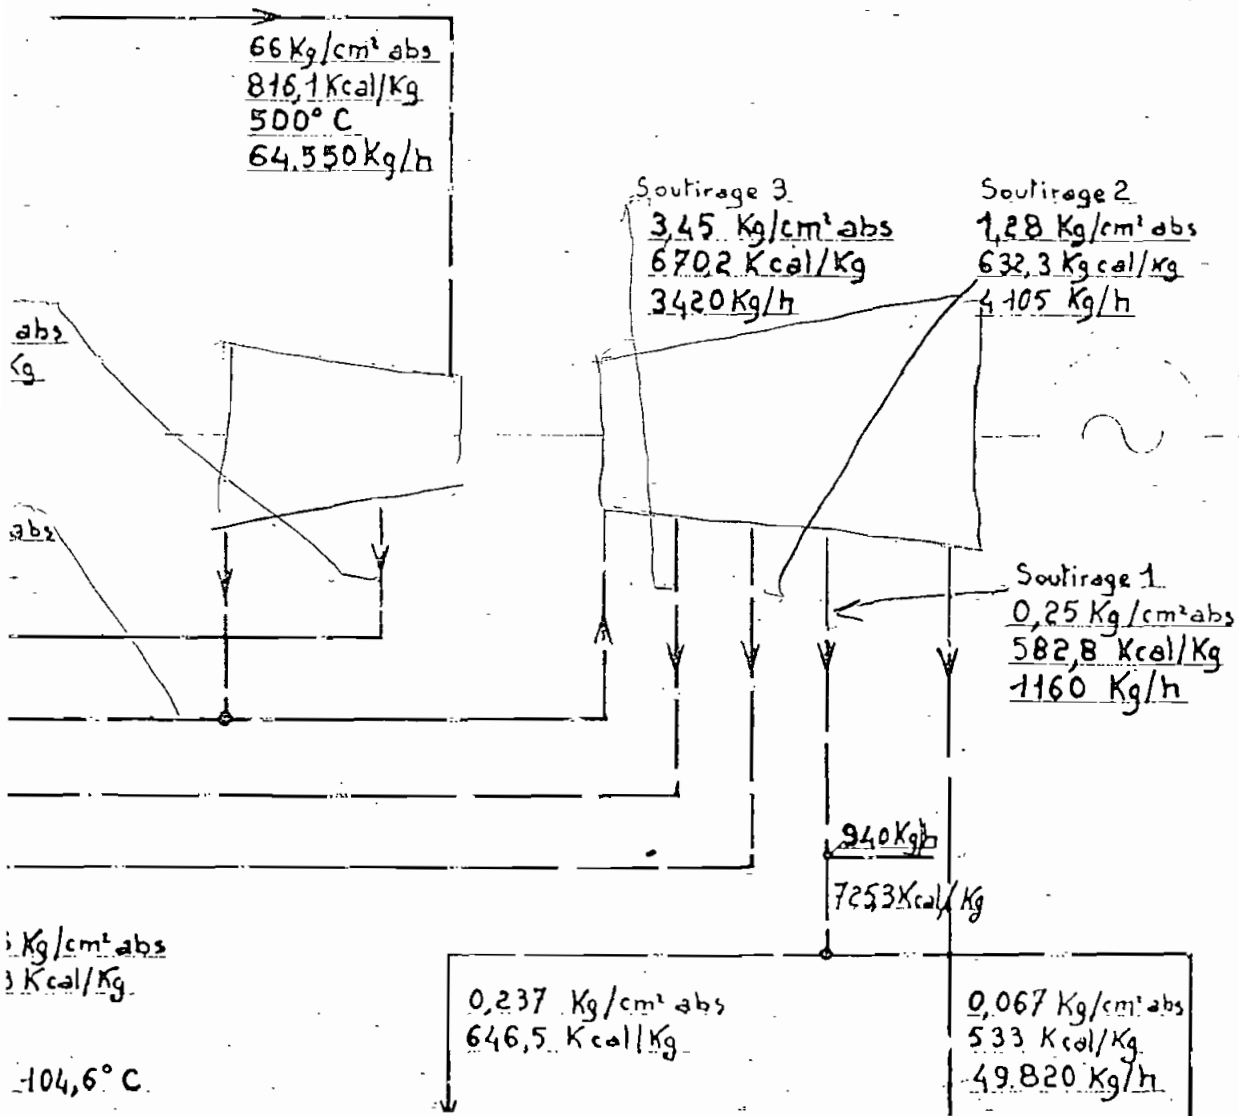 66 Kg/cm² abs
816,1 Kcal/Kg
500° C
64.550 Kg/h
Soutirage 3
3,45 Kg/cm² abs
670,2 Kcal/Kg
3420 Kg/h
Soutirage 2
1,28 Kg/cm² abs
632,3 Kgcal/Kg
4105 Kg/h
abs
Kg
abs
Soutirage 1
0,25 Kg/cm² abs
582,8 Kcal/Kg
1160 Kg/h
940 Kg/h
725,3 Kcal/Kg
Kg/cm² abs
3 Kcal/Kg
104,6° C
0,237 Kg/cm² abs
646,5 Kcal/Kg
0,067 Kg/cm² abs
533 Kcal/Kg
49.820 Kg/h